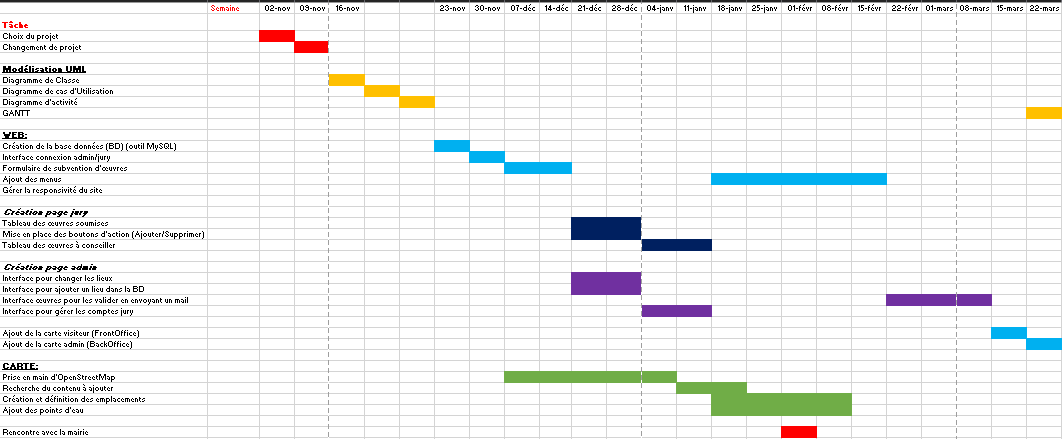 Semaine 02-nov 09-nov 16-nov 23-nov 30-nov 07-déc 14-déc 21-déc 28-déc 04-janv 11-janv 18-janv 25-janv 01-févr 08-févr 15-févr 22-févr 01-mars 08-mars 15-mars 22-mars
Tâche
Choix du projet
Changement de projet
Modélisation UML
Diagramme de Classe
Diagramme de cas d'Utilisation
Diagramme d'activité
GANTT
WEB:
Création de la base données (BD) (outil MySQL)
Interface connexion admin/jury
Formulaire de subvention d'œuvres
Ajout des menus
Gérer la responsivité du site
Création page jury
Tableau des œuvres soumises
Mise en place des boutons d'action (Ajouter/Supprimer)
Tableau des œuvres à conseiller
Création page admin
Interface pour changer les lieux
Interface pour ajouter un lieu dans la BD
Interface œuvres pour les valider en envoyant un mail
Interface pour gérer les comptes jury
Ajout de la carte visiteur (FrontOffice)
Ajout de la carte admin (BackOffice)
CARTE:
Prise en main d'OpenStreetMap
Recherche du contenu à ajouter
Création et définition des emplacements
Ajout des points d'eau
Rencontre avec la mairie